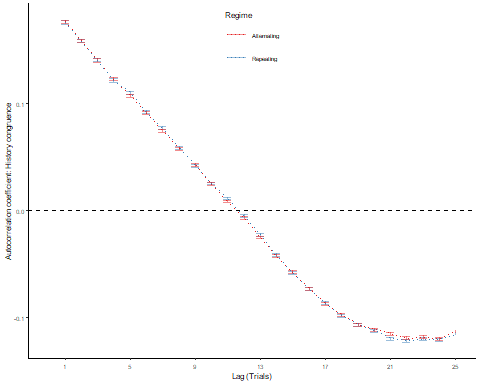 Regime
Alternating
Repeating
Autocorrelation coefficient: History congruence
0.1
0.0
-0.1
1 5 9 13 17 21 25
Lag (Trials)